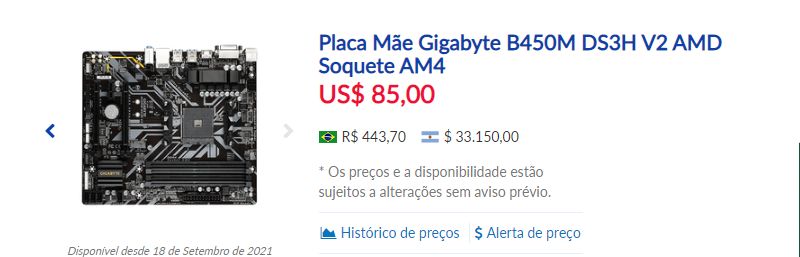 Placa Mãe Gigabyte B450M DS3H V2 AMD
Soquete AM4
US$ 85,00
R$ 443,70 $ 33.150,00
* Os preços e a disponibilidade estão
sujeitos a alterações sem aviso prévio.
GIGABYTE
Histórico de preços $ Alerta de preço
Disponível desde 18 de Setembro de 2021